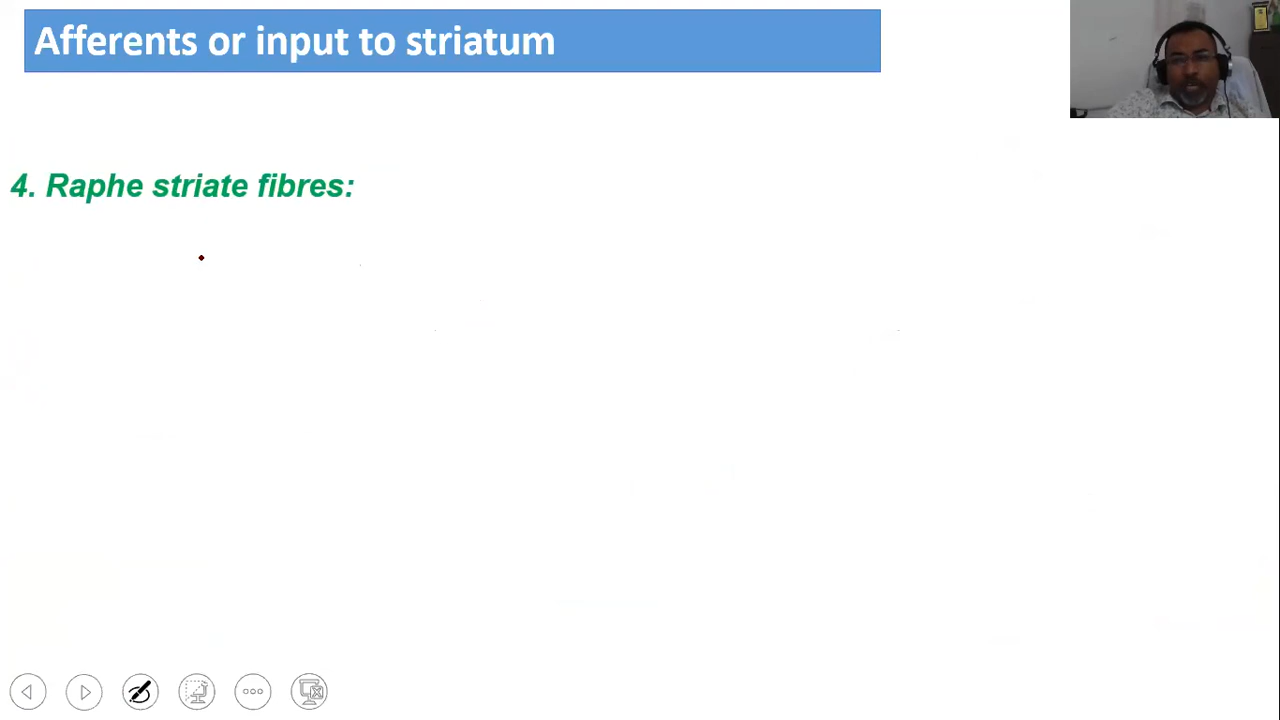 Afferents or input to striatum
4. Raphe striate fibres: